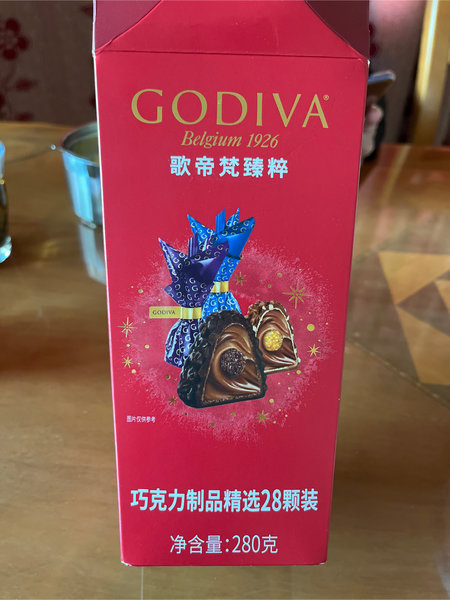 GODIVA
Belgium 1926
歌帝梵臻粹
GODIVA
图片仅供参考
巧克力制品精选28颗装
净含量:280克